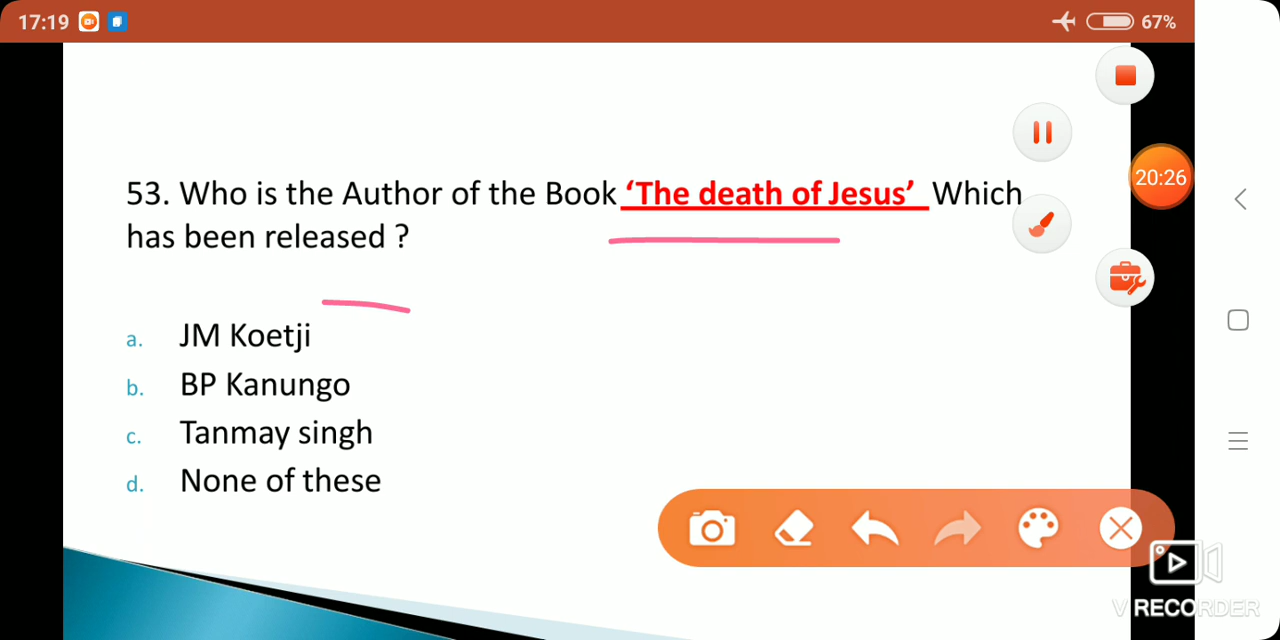 17:19
67%
53. Who is the Author of the Book ‘The death of Jesus’ Which
20:26
has been released ?
a. JM Koetji
b. BP Kanungo
c. Tanmay singh
d. None of these
V RECORDER